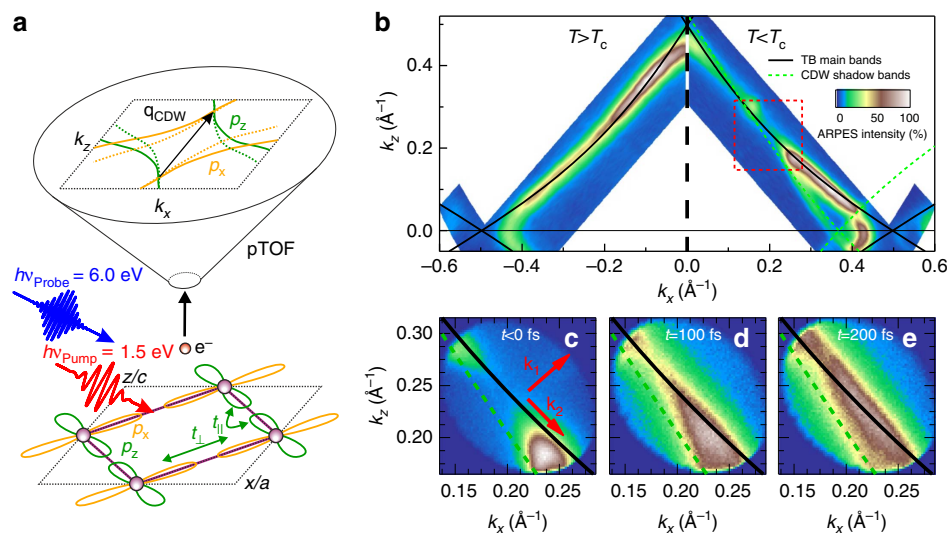 a
q_CDW
p_z
k_z
p_x
k_x
pTOF
hν_Probe = 6.0 eV
e⁻
hν_Pump = 1.5 eV
z/c
p_x
t_∥
p_z
t_⊥
x/a
b
T>T_c
T<T_c
TB main bands
CDW shadow bands
0 50 100
ARPES intensity (%)
k_z (Å⁻¹)
0.4
0.3
0.2
0.1
0.0
−0.6 −0.4 −0.2 0.0 0.2 0.4 0.6
k_x (Å⁻¹)
t<0 fs c
k_1
k_2
t=100 fs d
t=200 fs e
k_z (Å⁻¹)
0.30
0.25
0.20
0.15 0.20 0.25
0.15 0.20 0.25
0.15 0.20 0.25
k_x (Å⁻¹)
k_x (Å⁻¹)
k_x (Å⁻¹)